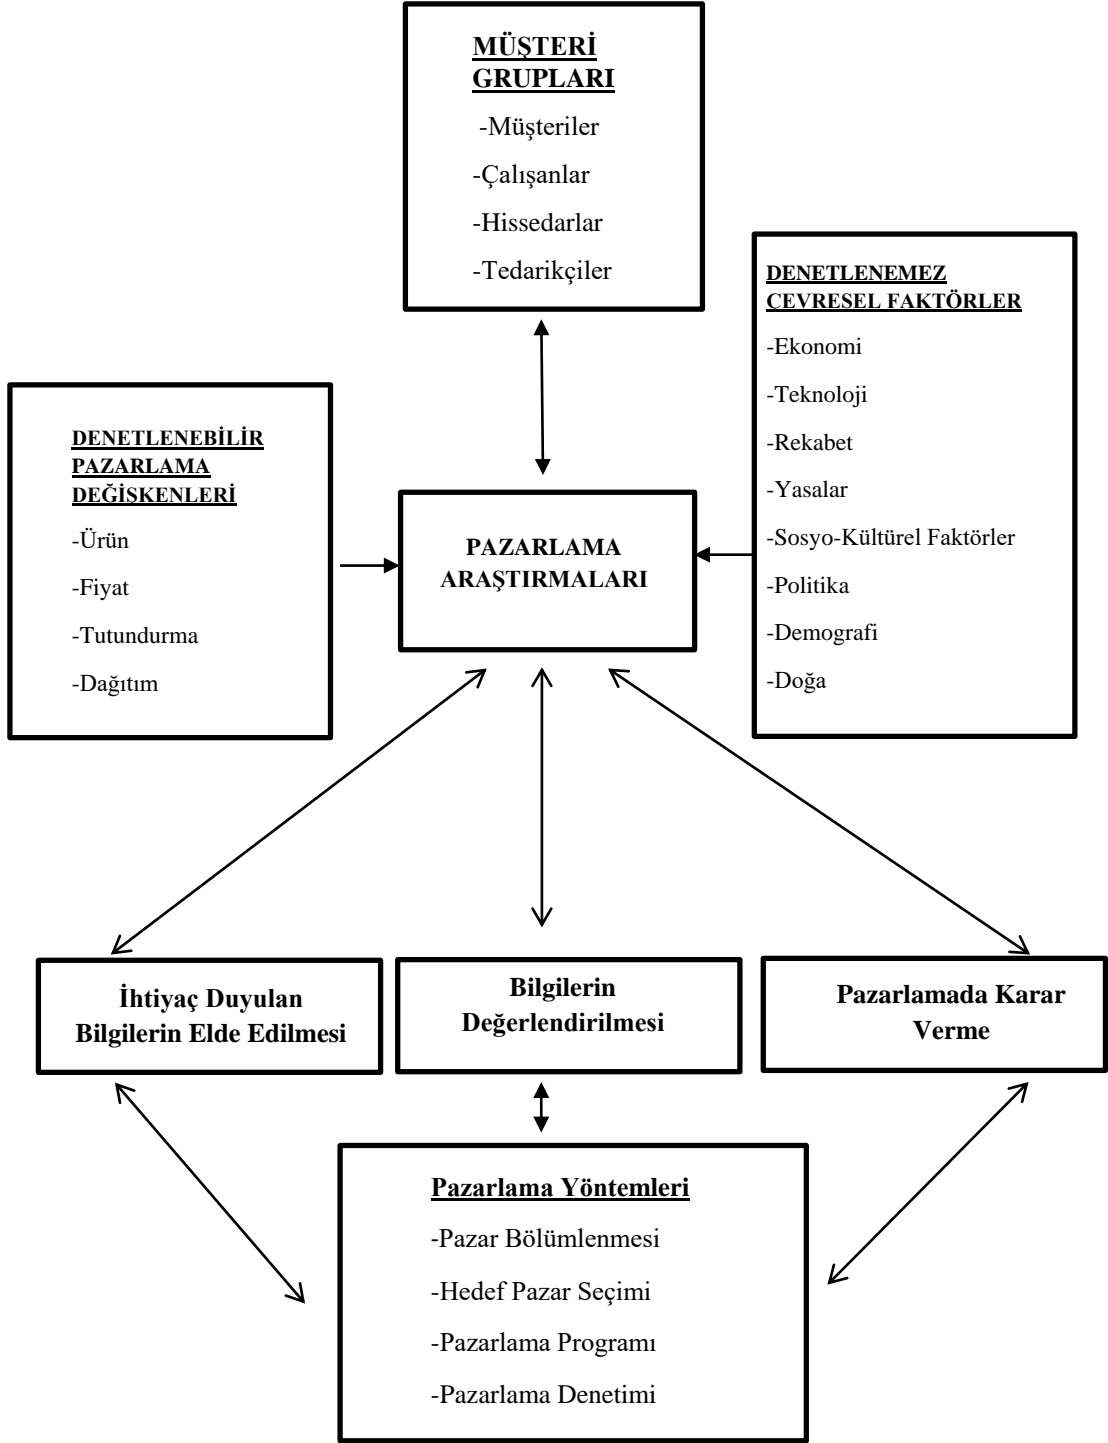 MÜŞTERİ
GRUPLARI
-Müşteriler
-Çalışanlar
-Hissedarlar
-Tedarikçiler
DENETLENEMEZ
ÇEVRESEL FAKTÖRLER
-Ekonomi
-Teknoloji
-Rekabet
-Yasalar
-Sosyo-Kültürel Faktörler
-Politika
-Demografi
-Doğa
DENETLENEBİLİR
PAZARLAMA
DEĞİŞKENLERİ
-Ürün
-Fiyat
-Tutundurma
-Dağıtım
PAZARLAMA
ARAŞTIRMALARI
İhtiyaç Duyulan
Bilgilerin Elde Edilmesi
Bilgilerin
Değerlendirilmesi
Pazarlamada Karar
Verme
Pazarlama Yöntemleri
-Pazar Bölümlenmesi
-Hedef Pazar Seçimi
-Pazarlama Programı
-Pazarlama Denetimi